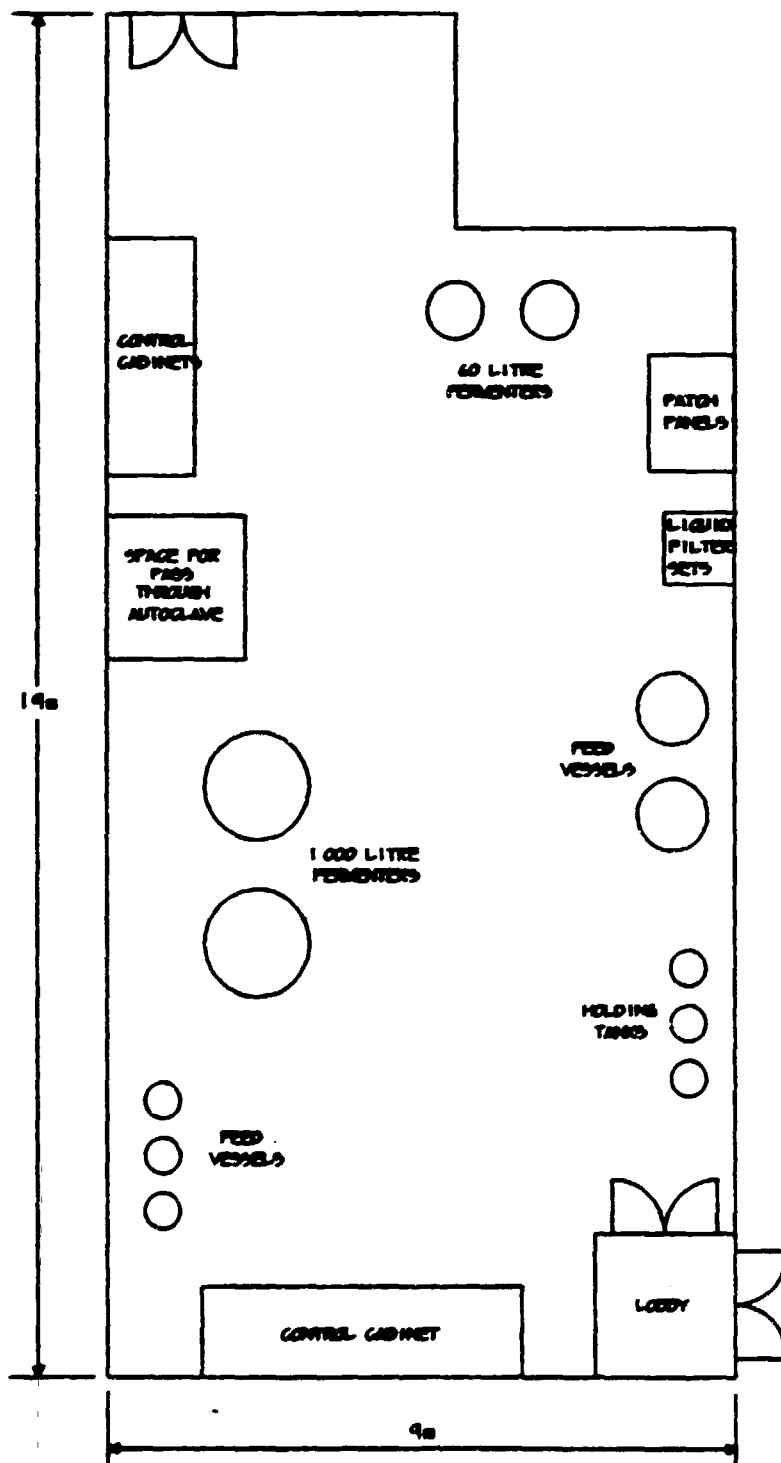 CONTROL
CABINETS
60 LITRE
FERMENTERS
PATCH
PANELS
LIQUID
FILTER
SETS
SPACE FOR
PASS
THROUGH
AUTOCLAVE
19m
FEED
VESSELS
1 000 LITRE
FERMENTERS
HOLDING
TANKS
FEED
VESSELS
LOBBY
CONTROL CABINET
9m